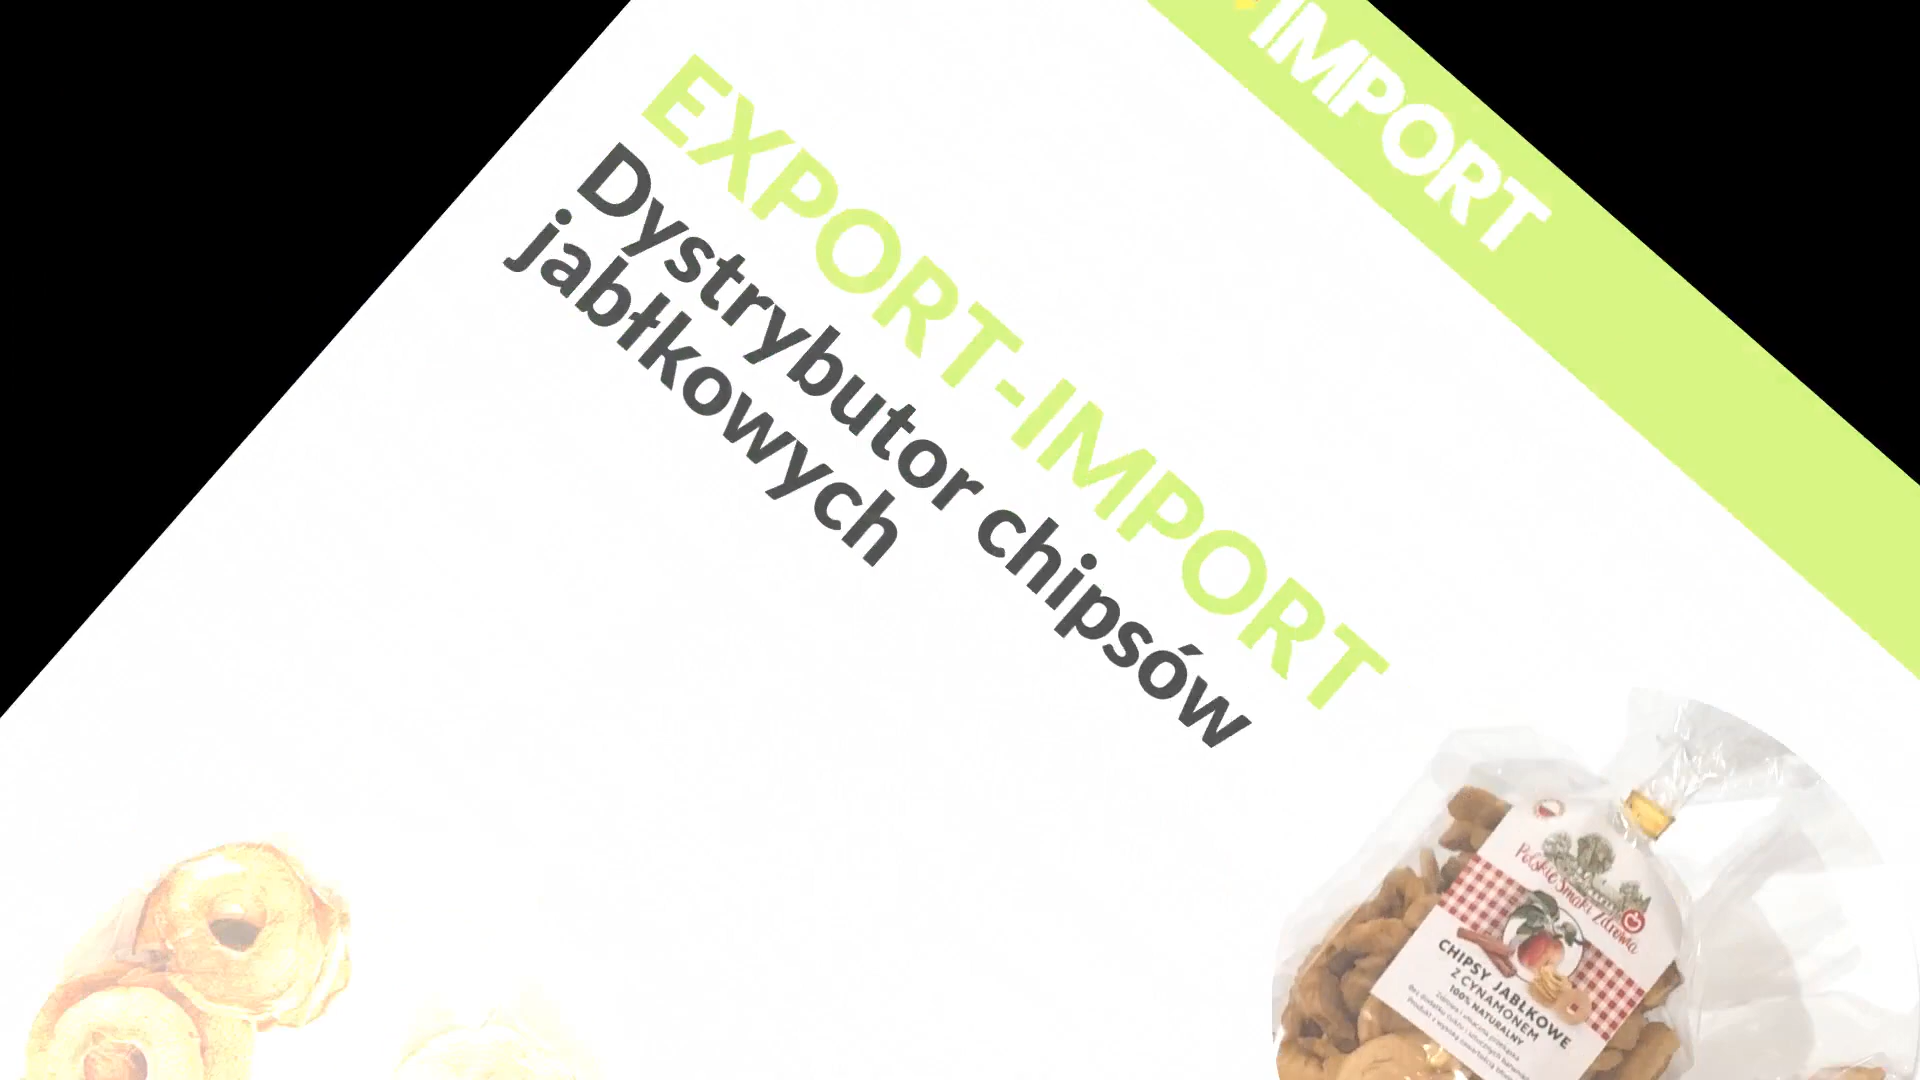 IMPORT
EXPORT-IMPORT
Dystrybutor chipsów
jabłkowych
Polskie Smaki Zdrowia
CHIPSY JABŁKOWE
Z CYNAMONEM
100% NATURALNY